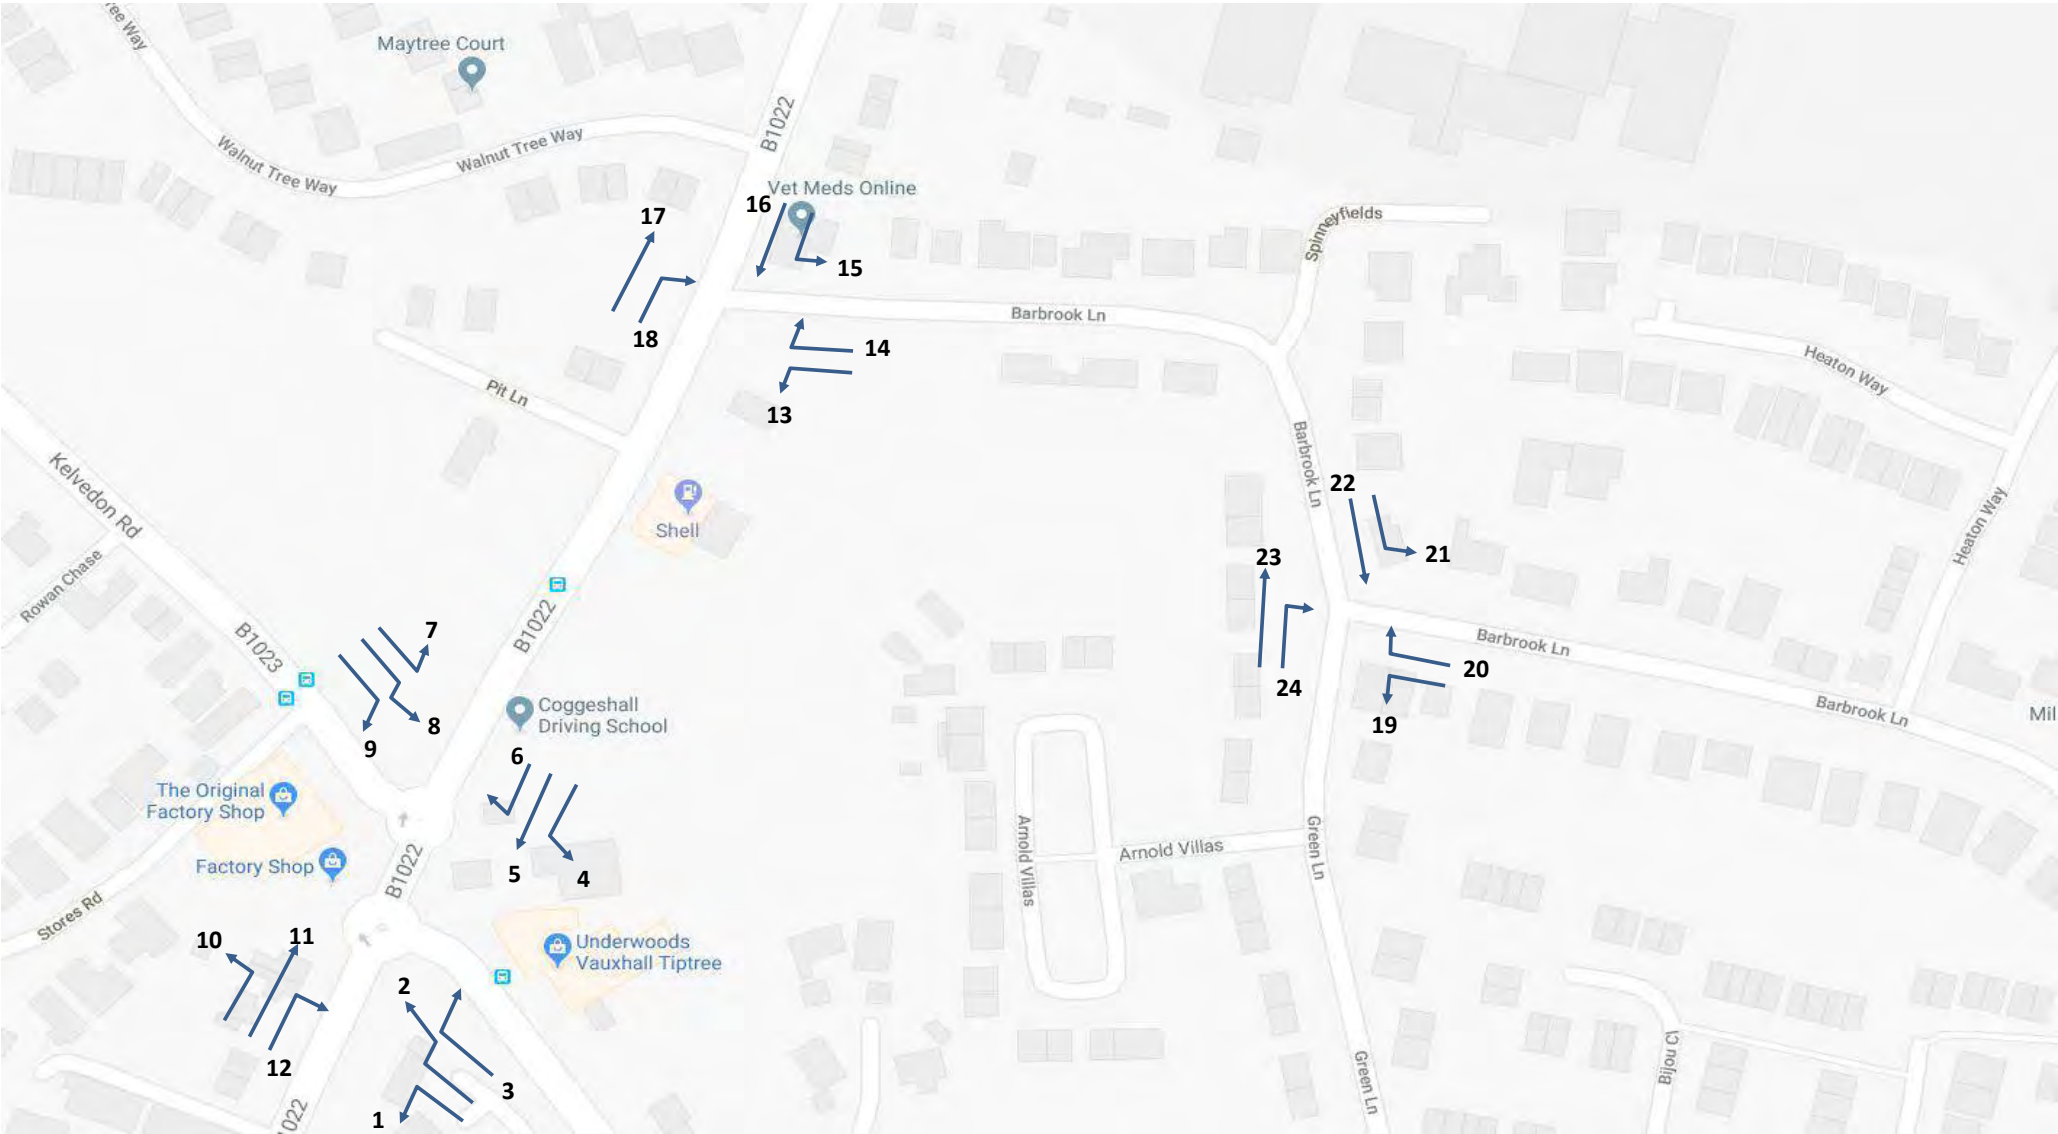 ree Way
Maytree Court
B1022
Walnut Tree Way
Walnut Tree Way
Vet Meds Online
16
17
15
Spinneyfields
18
Barbrook Ln
14
13
Pit Ln
Heaton Way
Kelvedon Rd
Barbrook Ln
22
Shell
21
23
Heaton Way
Rowan Chase
B1022
B1023
7
Barbrook Ln
20
24
19
8
9
Coggeshall
Driving School
6
Barbrook Ln
Mil
The Original
Factory Shop
Factory Shop
B1022
5
4
Arnold Villas
Arnold Villas
Green Ln
Stores Rd
10
11
Underwoods
Vauxhall Tiptree
2
12
3
1
022
Green Ln
Bijou Cl